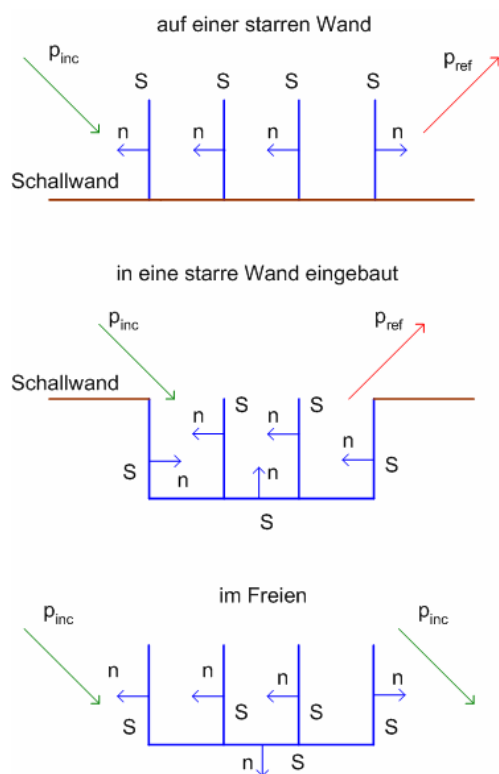 auf einer starren Wand
p_inc S S S S p_ref
n n n n
Schallwand
in eine starre Wand eingebaut
p_inc p_ref
Schallwand
S S
n n n
S n n S
S
im Freien
p_inc p_inc
n n n n
S S S S
n S